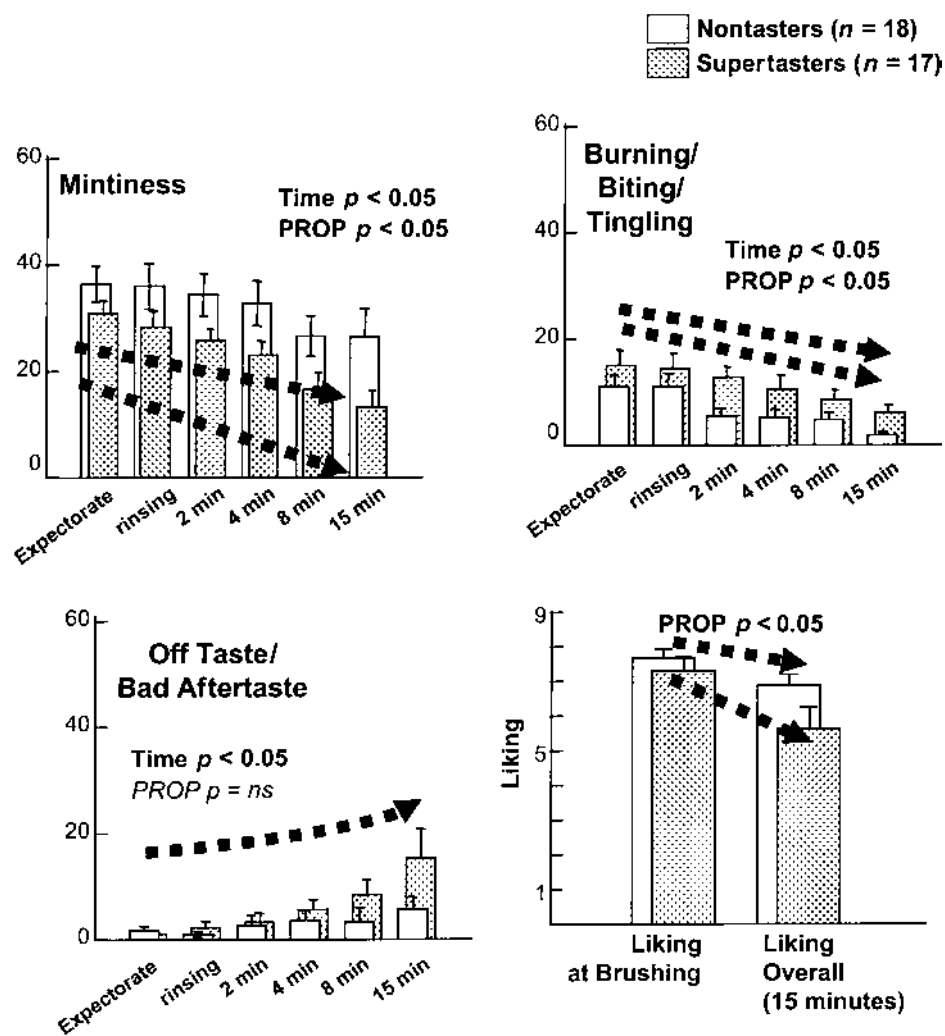 Nontasters (n = 18)
Supertasters (n = 17)
60
40
20
0
Mintiness
Time p < 0.05
PROP p < 0.05
Expectorate
rinsing
2 min
4 min
8 min
15 min
60
40
20
0
Burning/
Biting/
Tingling
Time p < 0.05
PROP p < 0.05
Expectorate
rinsing
2 min
4 min
8 min
15 min
60
40
20
0
Off Taste/
Bad Aftertaste
Time p < 0.05
PROP p = ns
Expectorate
rinsing
2 min
4 min
8 min
15 min
9
5
1
Liking
PROP p < 0.05
Liking
at Brushing
Liking
Overall
(15 minutes)